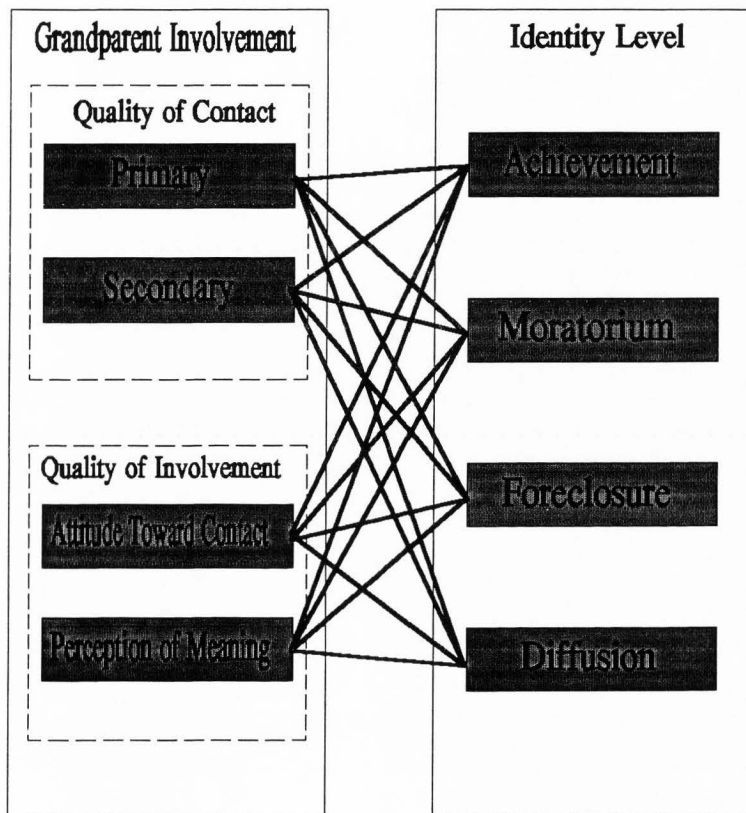 Grandparent Involvement
Quality of Contact
Primary
Secondary
Quality of Involvement
Attitude Toward Contact
Perception of Meaning
Identity Level
Achievement
Moratorium
Foreclosure
Diffusion